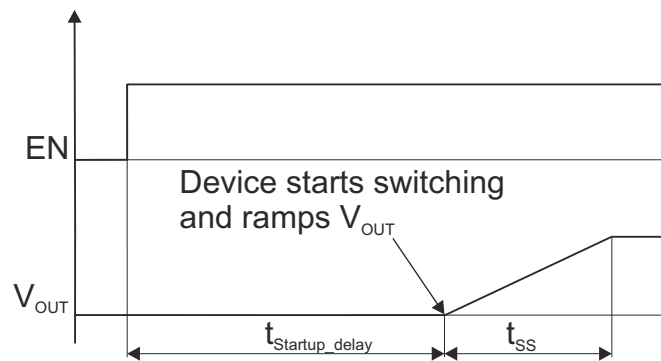 EN
Device starts switching
and ramps VOUT
VOUT
tStartup_delay
tSS